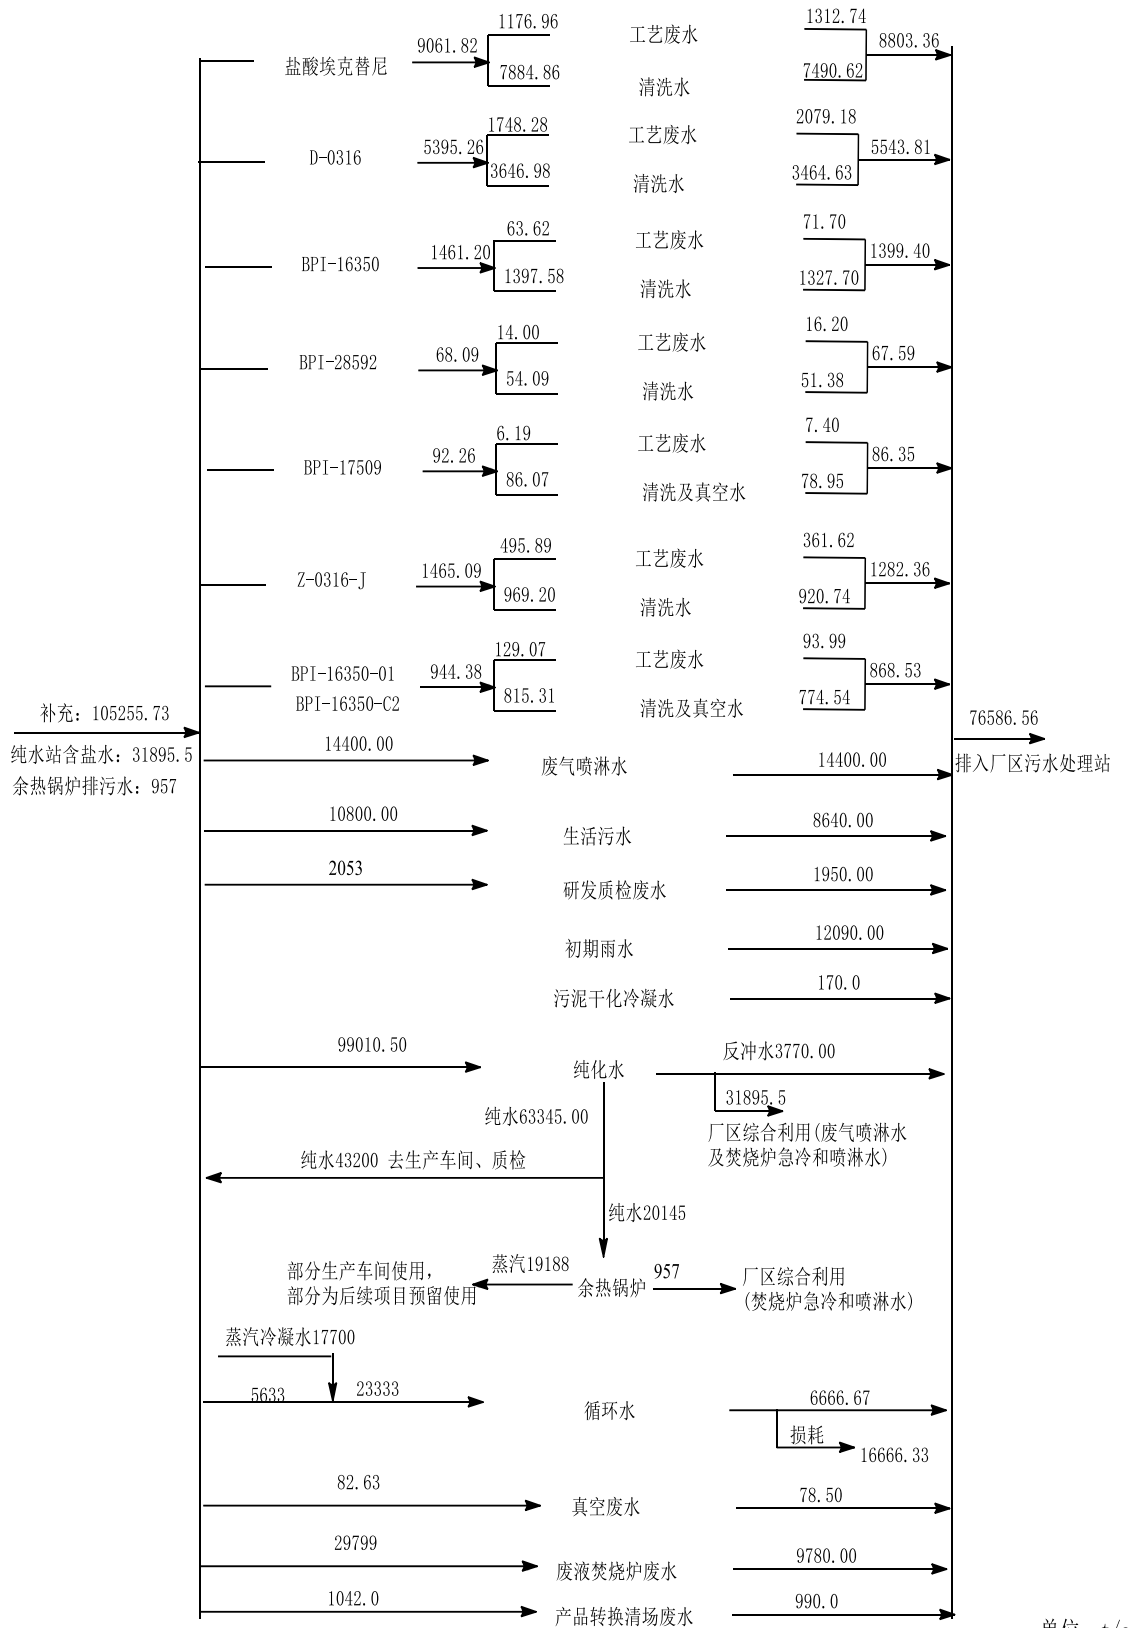 1176.96
工艺废水
1312.74
9061.82
8803.36
盐酸埃克替尼
7884.86
清洗水
7490.62
1748.28
工艺废水
2079.18
D-0316
5395.26
5543.81
3646.98
清洗水
3464.63
63.62
工艺废水
71.70
BPI-16350
1461.20
1399.40
1397.58
清洗水
1327.70
14.00
工艺废水
16.20
BPI-28592
68.09
67.59
54.09
清洗水
51.38
6.19
工艺废水
7.40
BPI-17509
92.26
86.35
86.07
清洗及真空水
78.95
495.89
工艺废水
361.62
Z-0316-J
1465.09
1282.36
969.20
清洗水
920.74
129.07
工艺废水
93.99
BPI-16350-01
BPI-16350-C2
944.38
868.53
815.31
清洗及真空水
774.54
补充: 105255.73
纯水站含盐水: 31895.5
余热锅炉排污水: 957
76586.56
排入厂区污水处理站
14400.00
废气喷淋水
14400.00
10800.00
生活污水
8640.00
2053
研发质检废水
1950.00
初期雨水
12090.00
污泥干化冷凝水
170.0
99010.50
纯化水
反冲水3770.00
31895.5
厂区综合利用(废气喷淋水
及焚烧炉急冷和喷淋水)
纯水63345.00
纯水43200 去生产车间、质检
纯水20145
部分生产车间使用,
部分为后续项目预留使用
蒸汽19188
余热锅炉
957
厂区综合利用
(焚烧炉急冷和喷淋水)
蒸汽冷凝水17700
5633
23333
循环水
6666.67
损耗
16666.33
82.63
真空废水
78.50
29799
废液焚烧炉废水
9780.00
1042.0
产品转换清场废水
990.0